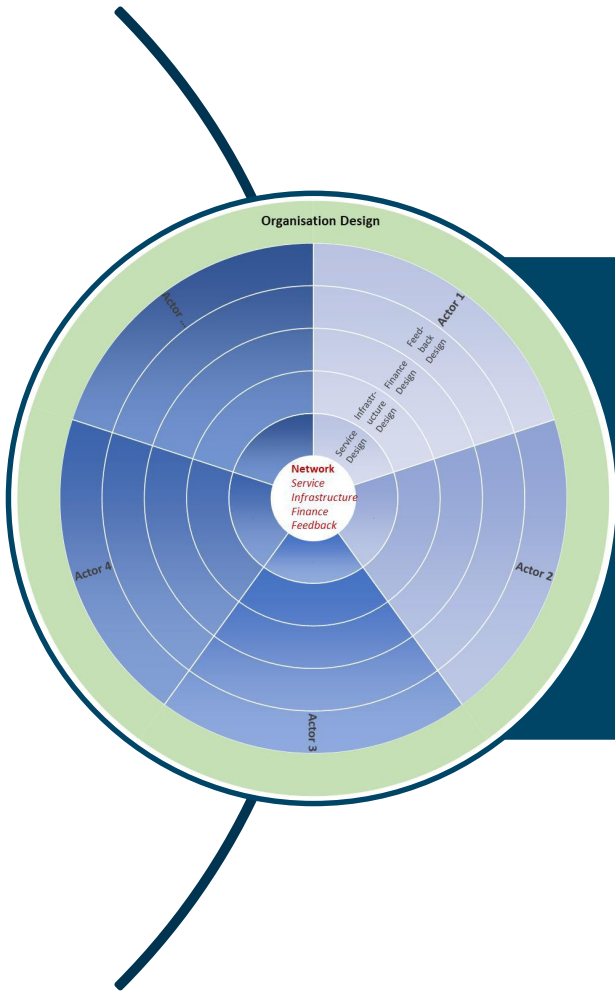 Organisation Design
Actor ...
Actor 1
Feed-
back
Design
Finance
Design
Infrastr-
ucture
Design
Service
Design
Network
Service
Infrastructure
Finance
Feedback
Actor 4
Actor 2
Actor 3